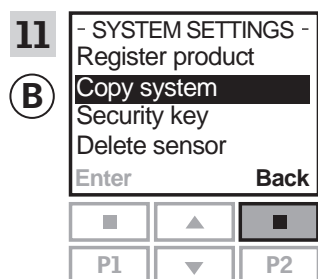 11
B
- SYSTEM SETTINGS -
Register product
Copy system
Security key
Delete sensor
Enter Back
P1 P2